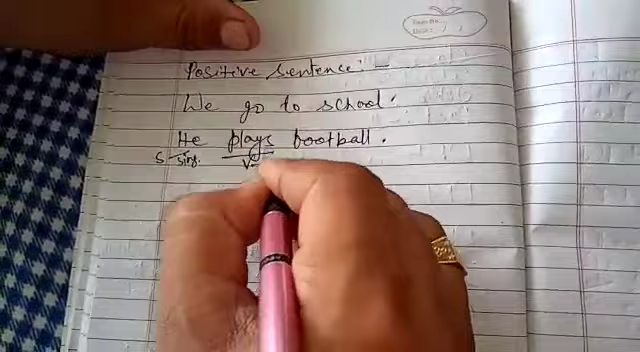 Positive sentence:-
We go to school.
He plays football.
S-sing. V